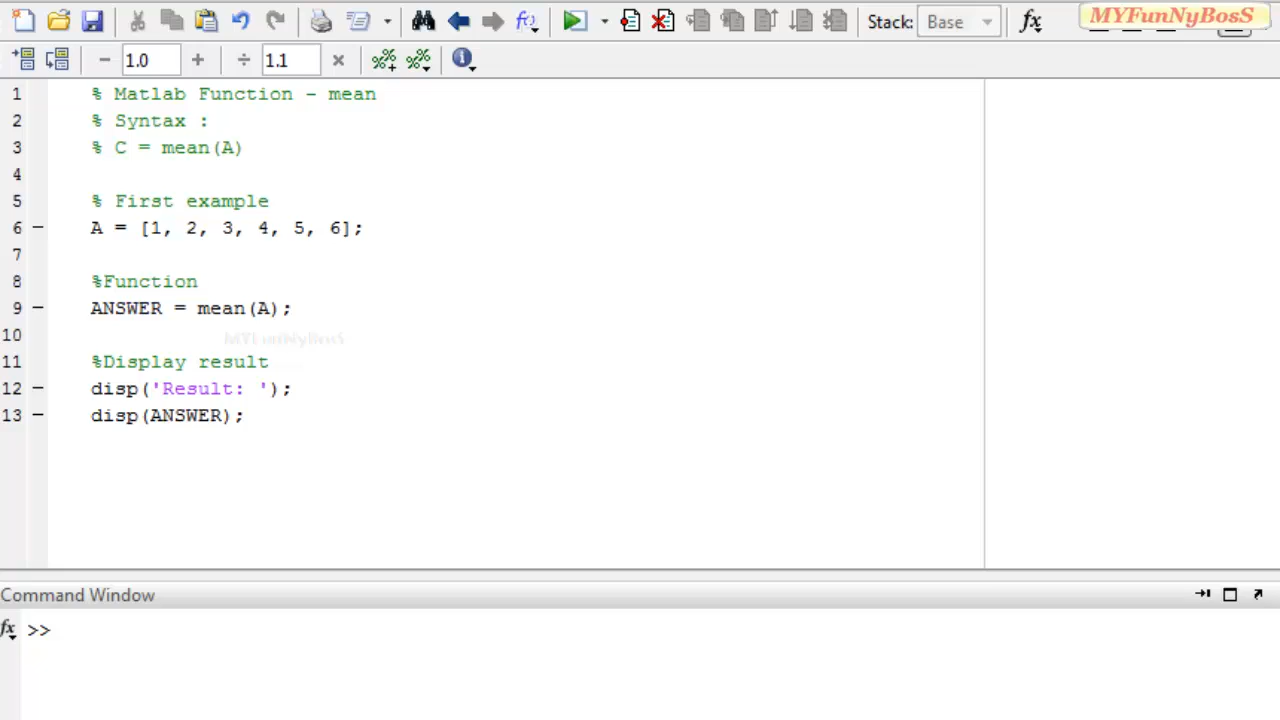 Stack: Base
MYFunNyBosS
1.0
1.1
1 % Matlab Function - mean
2 % Syntax :
3 % C = mean(A)
4
5 % First example
6 A = [1, 2, 3, 4, 5, 6];
7
8 %Function
9 ANSWER = mean(A);
10
MYFunNyBosS
11 %Display result
12 disp('Result: ');
13 disp(ANSWER);
Command Window
fx >>